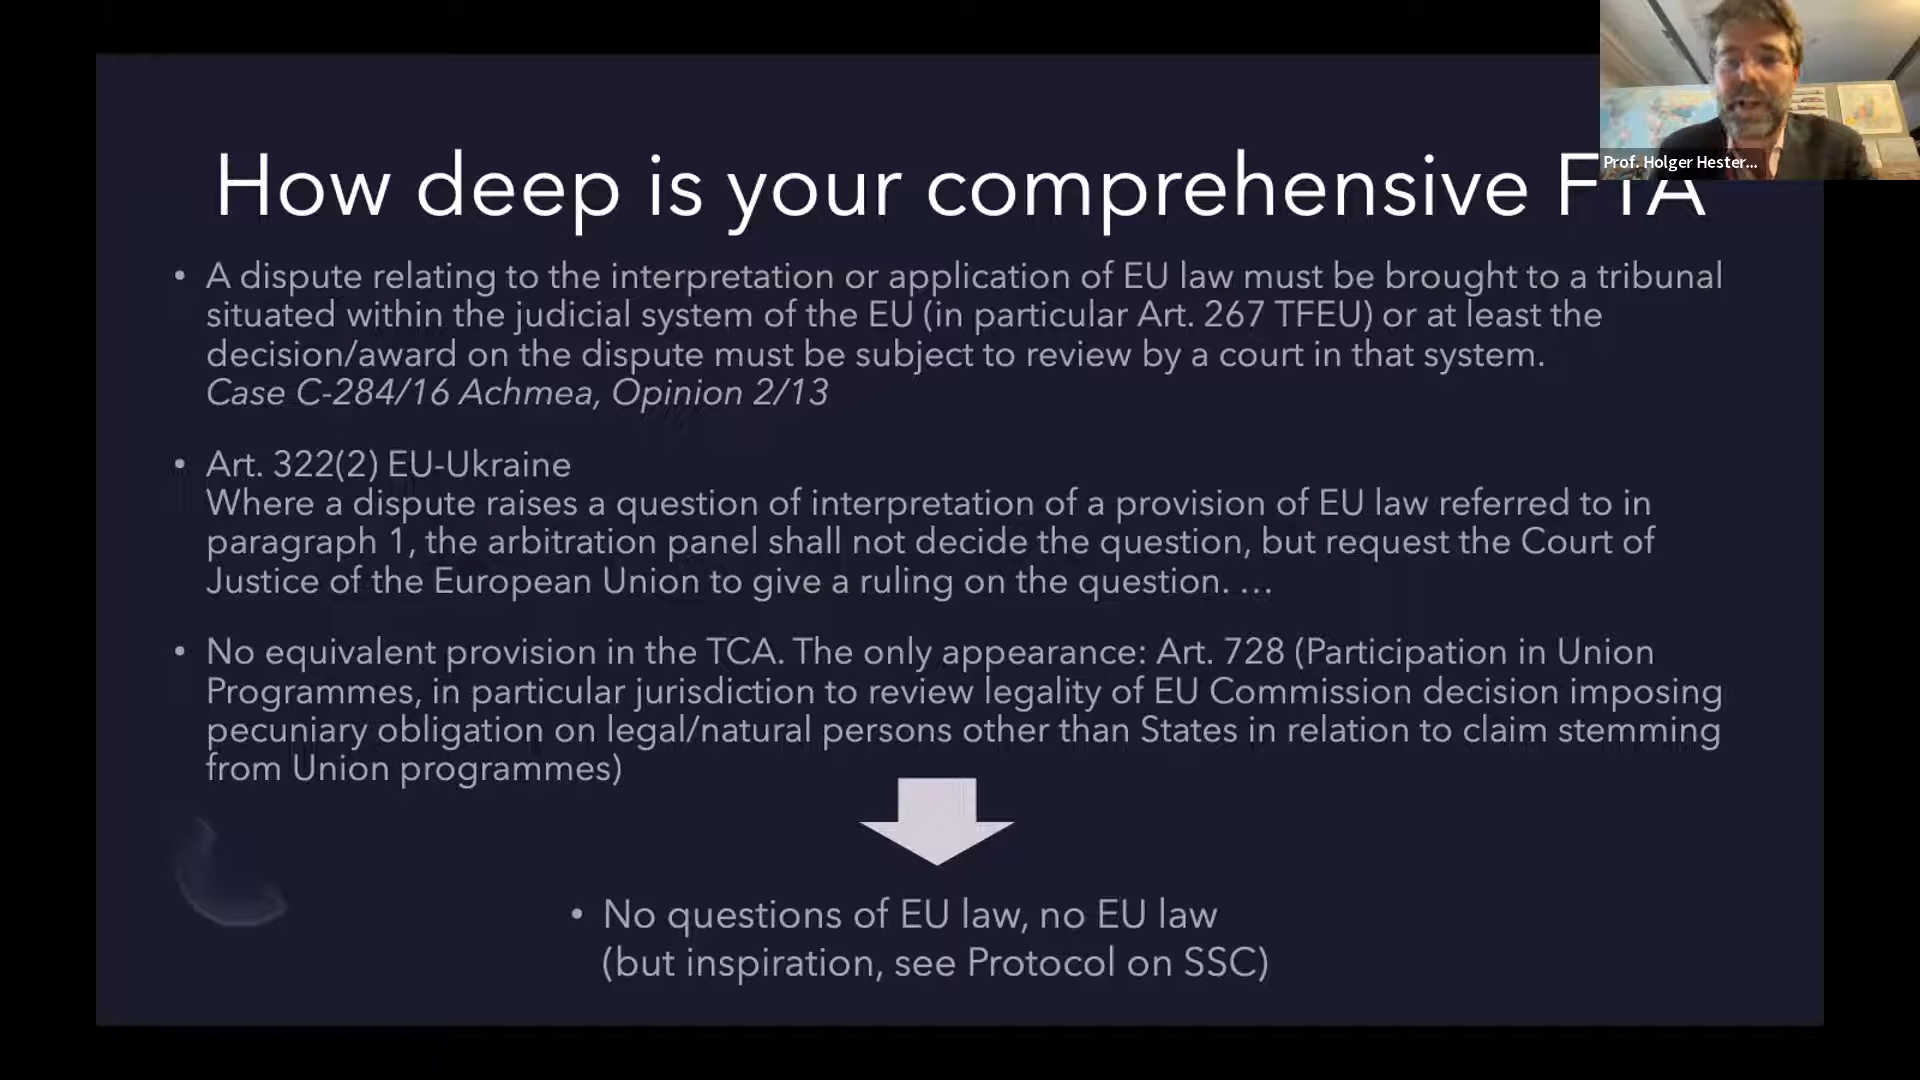 Prof. Holger Hester...
How deep is your comprehensive FTA
• A dispute relating to the interpretation or application of EU law must be brought to a tribunal
situated within the judicial system of the EU (in particular Art. 267 TFEU) or at least the
decision/award on the dispute must be subject to review by a court in that system.
Case C-284/16 Achmea, Opinion 2/13
• Art. 322(2) EU-Ukraine
Where a dispute raises a question of interpretation of a provision of EU law referred to in
paragraph 1, the arbitration panel shall not decide the question, but request the Court of
Justice of the European Union to give a ruling on the question. …
• No equivalent provision in the TCA. The only appearance: Art. 728 (Participation in Union
Programmes, in particular jurisdiction to review legality of EU Commission decision imposing
pecuniary obligation on legal/natural persons other than States in relation to claim stemming
from Union programmes)
• No questions of EU law, no EU law
(but inspiration, see Protocol on SSC)